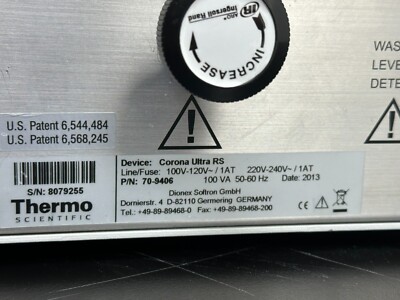 ARO
IR Ingersoll Rand
INCREASE
WAS
LEVE
DETE
U.S. Patent 6,544,484
U.S. Patent 6,568,245
S/N: 8079255
Thermo
SCIENTIFIC
Device: Corona Ultra RS
Line/Fuse: 100V-120V~/1AT 220V-240V~/1AT
P/N: 70-9406 100 VA 50-60 Hz Date: 2013
Dionex Softron GmbH
Dornierstr. 4 D-82110 Germering GERMANY
Tel.: +49-89-89468-0 Fax: +49-89-89468-200
CE